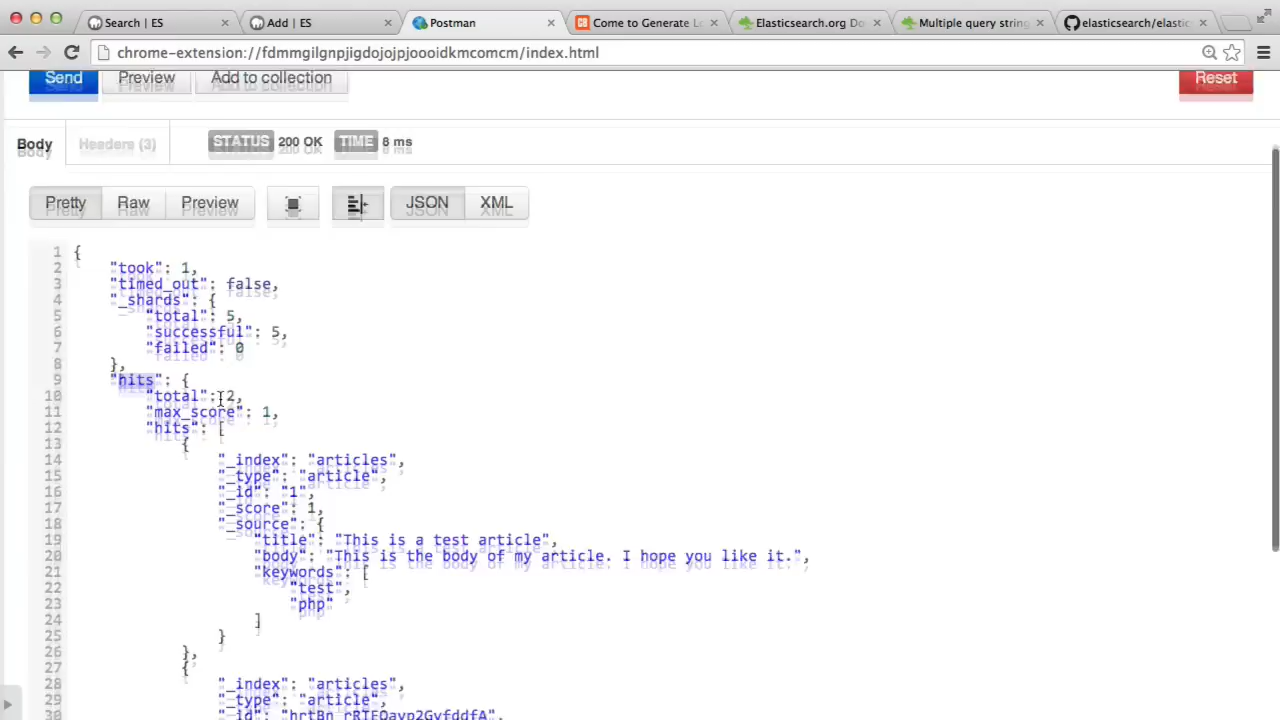 Search | ES
Add | ES
Postman
Come to Generate Lo
Elasticsearch.org Do
Multiple query string
elasticsearch/elastic
chrome-extension://fdmmgilgnpjigdojojpjoooidkmcomcm/index.html
Send Preview Add to collection Reset
Body Headers (3) STATUS 200 OK TIME 8 ms
Pretty Raw Preview JSON XML
1 {
2 "took": 1,
3 "timed_out": false,
4 "_shards": {
5 "total": 5,
6 "successful": 5,
7 "failed": 0
8 },
9 "hits": {
10 "total": 2,
11 "max_score": 1,
12 "hits": [
13 {
14 "_index": "articles",
15 "_type": "article",
16 "_id": "1",
17 "_score": 1,
18 "_source": {
19 "title": "This is a test article",
20 "body": "This is the body of my article. I hope you like it.",
21 "keywords": [
22 "test",
23 "php"
24 ]
25 }
26 },
27 {
28 "_index": "articles",
29 "_type": "article",
30 "_id":